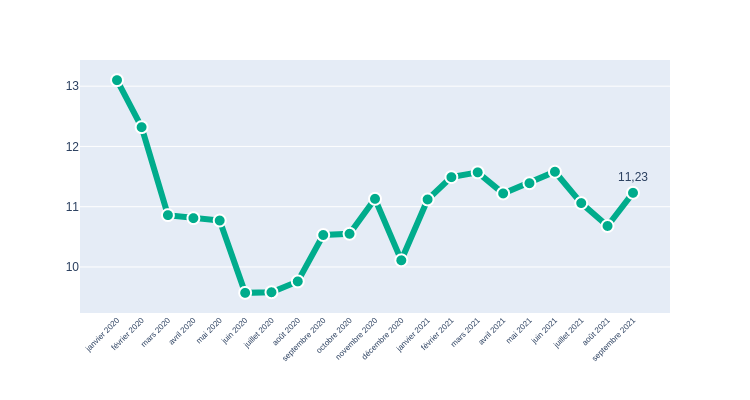 13
12
11
10
11,23
janvier 2020
février 2020
mars 2020
avril 2020
mai 2020
juin 2020
juillet 2020
août 2020
septembre 2020
octobre 2020
novembre 2020
décembre 2020
janvier 2021
février 2021
mars 2021
avril 2021
mai 2021
juin 2021
juillet 2021
août 2021
septembre 2021